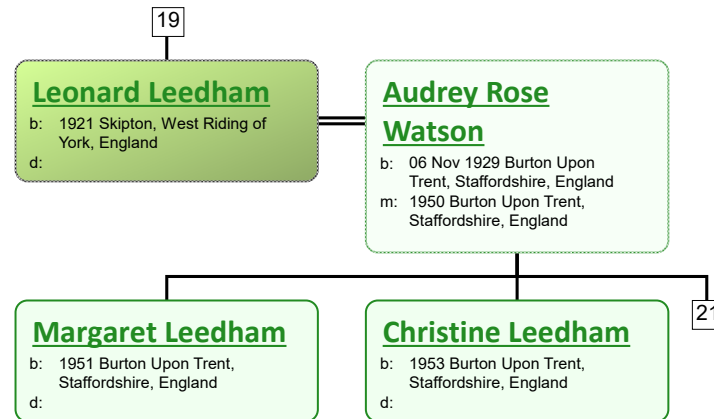 19
Leonard Leedham
b: 1921 Skipton, West Riding of
York, England
d:
Audrey Rose
Watson
b: 06 Nov 1929 Burton Upon
Trent, Staffordshire, England
m: 1950 Burton Upon Trent,
Staffordshire, England
Margaret Leedham
b: 1951 Burton Upon Trent,
Staffordshire, England
d:
Christine Leedham
b: 1953 Burton Upon Trent,
Staffordshire, England
d:
21